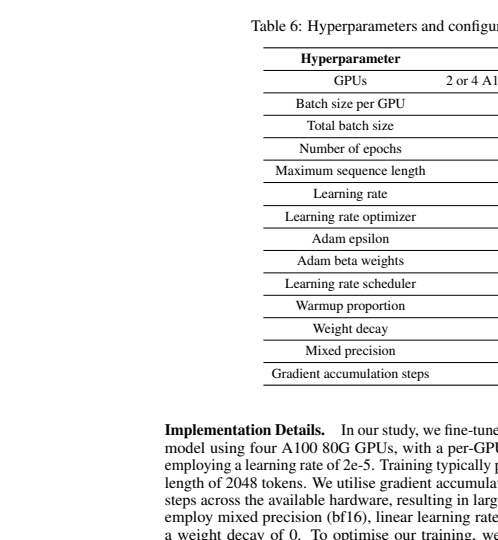 Table 6: Hyperparameters and configur
Hyperparameter
GPUs 2 or 4 A1
Batch size per GPU
Total batch size
Number of epochs
Maximum sequence length
Learning rate
Learning rate optimizer
Adam epsilon
Adam beta weights
Learning rate scheduler
Warmup proportion
Weight decay
Mixed precision
Gradient accumulation steps
Implementation Details. In our study, we fine-tune
model using four A100 80G GPUs, with a per-GPU
employing a learning rate of 2e-5. Training typically p
length of 2048 tokens. We utilise gradient accumula
steps across the available hardware, resulting in larg
employ mixed precision (bf16), linear learning rate
a weight decay of 0. To optimise our training, we